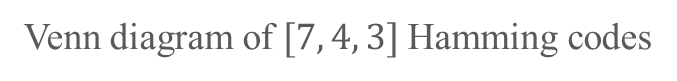 Venn diagram of [7, 4, 3] Hamming codes